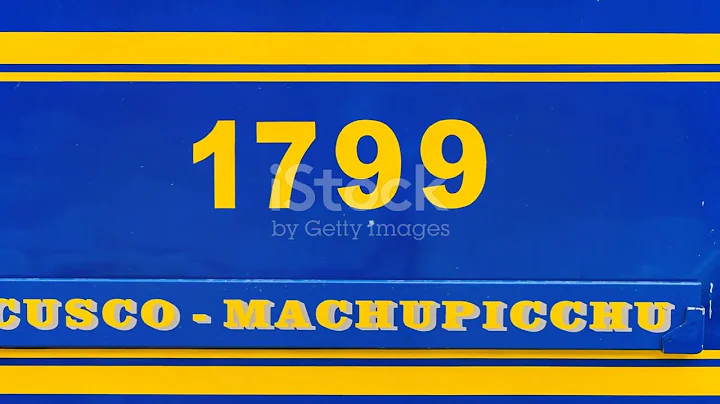 1799
iStock
by Getty Images
CUSCO - MACHUPICCHU